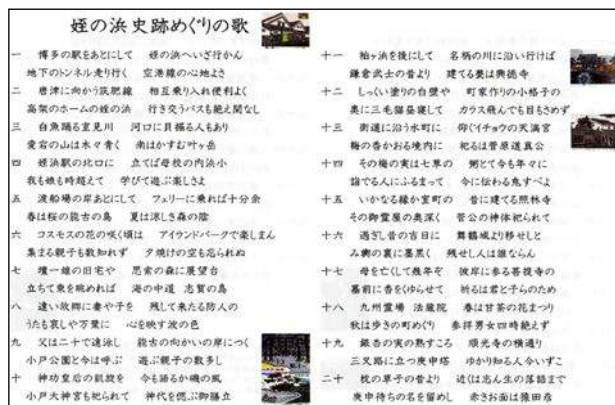 姪の浜史跡めぐりの歌
一　博多の駅をあとにして　姪の浜へいざ行かん
地下のトンネル走り行く　空港線の心地よさ
二　唐津に向かう筑肥線　相互乗り入れ便利よく
高架のホームの姪の浜　行き交うバスも絶え間なし
三　白魚踊る室見川　河口に貝掘る人もあり
愛宕の山は木々青く　南はかすむ叶ヶ岳
四　姪浜駅の北口に　立てば母校の内浜小
我も娘も時超えて　学びて遊ぶ楽しさよ
五　渡船場の岸あとにして　フェリーに乗れば十分余
春は桜の能古の島　夏は涼しき森の陰
六　コスモスの花の咲く頃は　アイランドパークで楽しまん
集まる親子も数知れず　夕焼けの空も忘られぬ
七　壇一雄の旧宅や　思索の森に展望台
立ちて東を眺めれば　海の中道　志賀の島
八　遠い故郷に妻や子を　残して来たる防人の
うたも哀しや万葉に　心を映す波の色
九　父は二十で遠泳し　能古の向かいの岸につく
小戸公園と今は呼ぶ　遊ぶ親子の数多し
十　神功皇后の凱旋を　今も語るか磯の風
小戸大神宮も祀られて　神代を偲ぶ御膳立
十一　袖ヶ浜を後にして　名柄の川に沿い行けば
鎌倉武士の昔より　建てる甍は興徳寺
十二　しっくい塗りの白壁や　町家作りの小格子の
奥に三毛猫昼寝して　カラス飛んでも目もさめず
十三　街道に沿う水町に　仰ぐイチョウの天満宮
梅の香かおる境内に　祀るは菅原道真公
十四　その梅の実は七草の　粥とて今も年々に
詣でる人にふるまって　今に伝わる鬼すべよ
十五　いかなる縁か室町の　昔に建てる照林寺
その御霊屋の奥深く　菅公の神体祀られて
十六　過ぎし昔の吉日に　舞鶴城より移せしと
み輿の裏に墨黒く　残せし人は誰ならん
十七　母を亡くして幾年ぞ　彼岸に参る菩提寺の
墓前に香をくゆらせて　祈るは君と子らのため
十八　九州霊場　法蔵院　春は甘茶の花まつり
秋は歩きの町めぐり　参拝男女四時絶えず
十九　銀杏の実の熟すころ　順光寺の横通り
三叉路に立つ庚申塔　ゆかり知る人今いずこ
二十　枕の草子の昔より　近くは志ん生の落語まで
庚申待ちの名を留めし　赤きお面は猿田彦